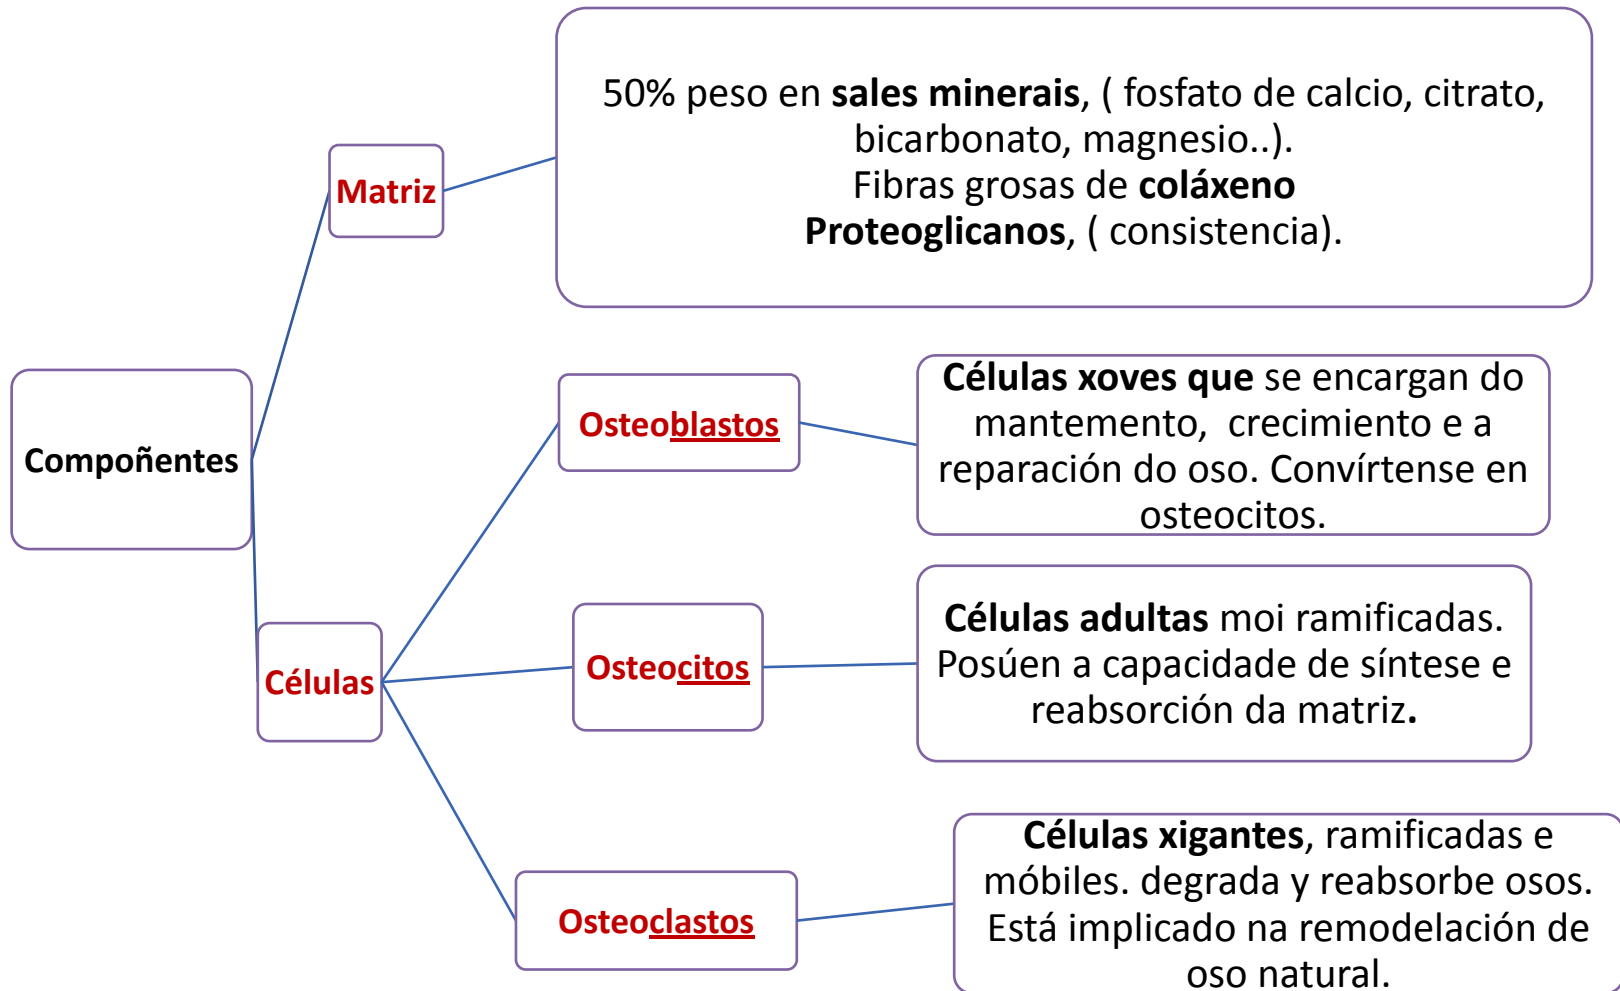 50% peso en sales minerais, ( fosfato de calcio, citrato,
bicarbonato, magnesio..).
Fibras grosas de coláxeno
Proteoglicanos, ( consistencia).
Matriz
Compoñentes
Células
Osteoblastos
Células xoves que se encargan do
mantemento, crecimiento e a
reparación do oso. Convírtense en
osteocitos.
Osteocitos
Células adultas moi ramificadas.
Posúen a capacidade de síntese e
reabsorción da matriz.
Osteoclastos
Células xigantes, ramificadas e
móbiles. degrada y reabsorbe osos.
Está implicado na remodelación de
oso natural.